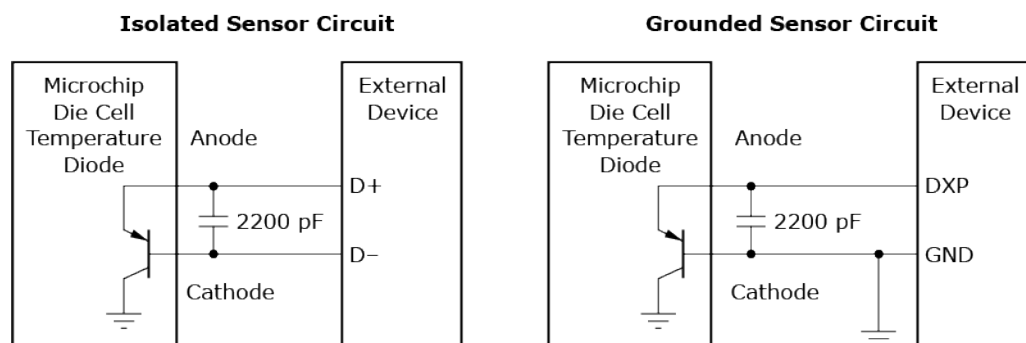 Isolated Sensor Circuit
Microchip
Die Cell
Temperature
Diode
Anode
External
Device
D+
2200 pF
D−
Cathode
Grounded Sensor Circuit
Microchip
Die Cell
Temperature
Diode
Anode
External
Device
DXP
2200 pF
GND
Cathode